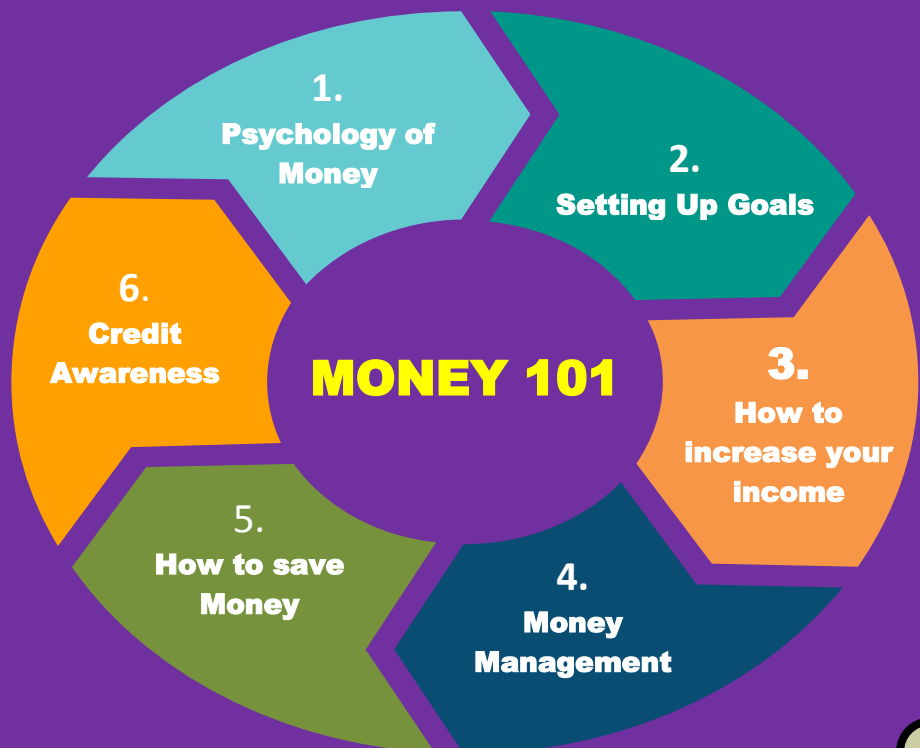 1.
Psychology of
Money
2.
Setting Up Goals
3.
How to
increase your
income
4.
Money
Management
5.
How to save
Money
6.
Credit
Awareness
MONEY 101